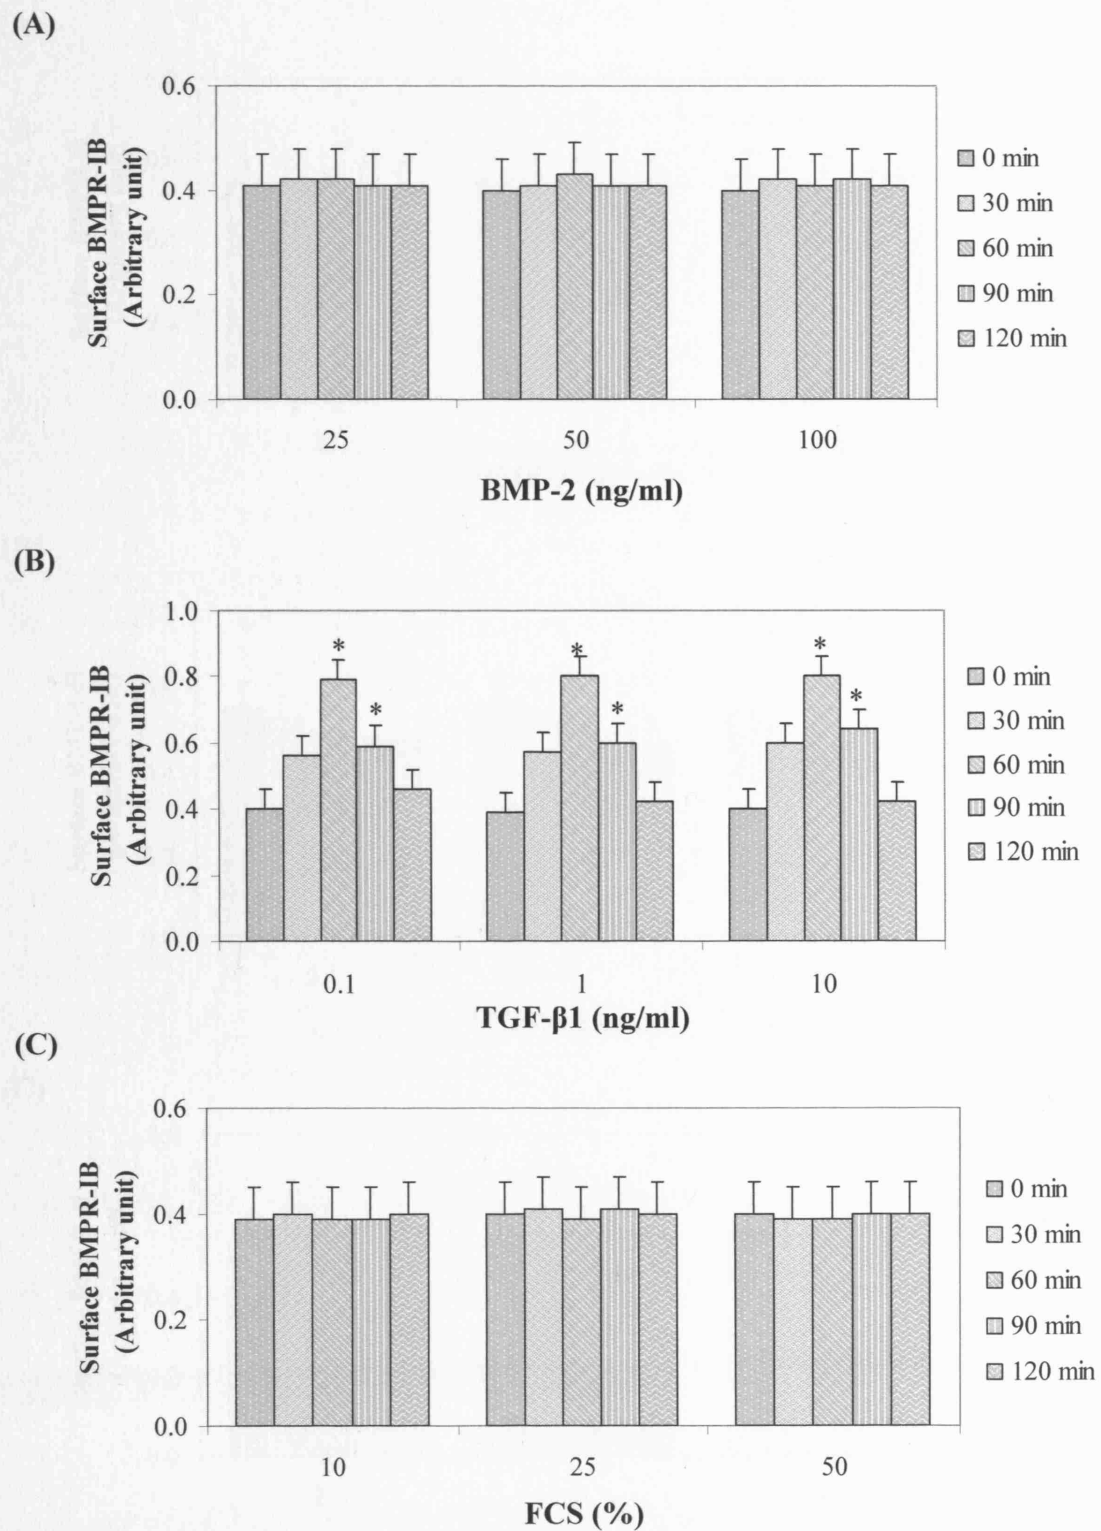 (A)
Surface BMPR-IB
(Arbitrary unit)
0.6
0.4
0.2
0.0
25
50
100
BMP-2 (ng/ml)
0 min
30 min
60 min
90 min
120 min
(B)
Surface BMPR-IB
(Arbitrary unit)
1.0
0.8
0.6
0.4
0.2
0.0
*
*
*
*
*
*
0.1
1
10
TGF-β1 (ng/ml)
0 min
30 min
60 min
90 min
120 min
(C)
Surface BMPR-IB
(Arbitrary unit)
0.6
0.4
0.2
0.0
10
25
50
FCS (%)
0 min
30 min
60 min
90 min
120 min